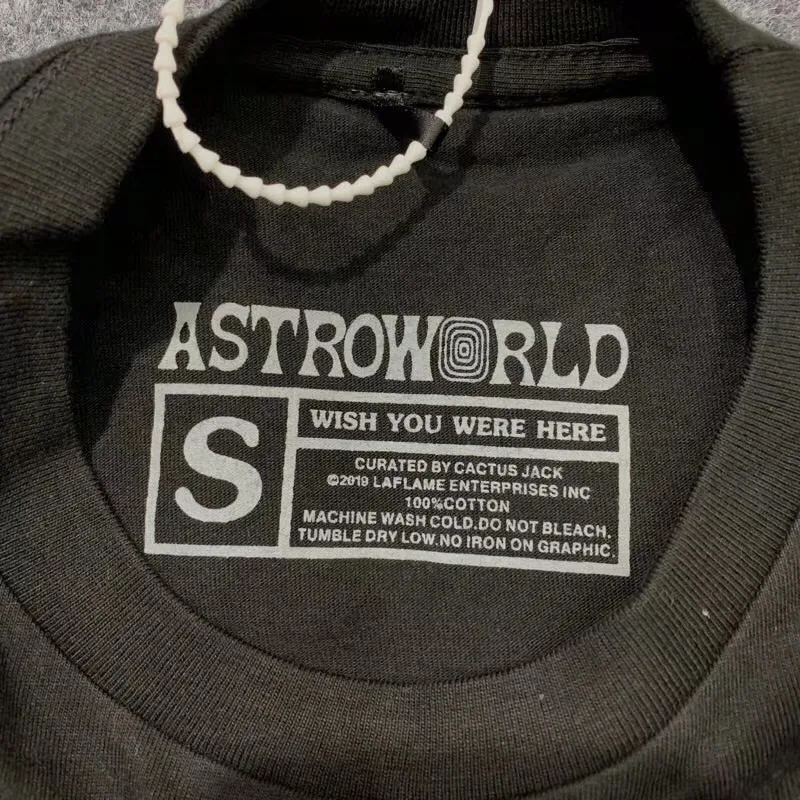 ASTROWORLD
S
WISH YOU WERE HERE
CURATED BY CACTUS JACK
©2019 LAFLAME ENTERPRISES INC
100%COTTON
MACHINE WASH COLD.DO NOT BLEACH.
TUMBLE DRY LOW.NO IRON ON GRAPHIC.